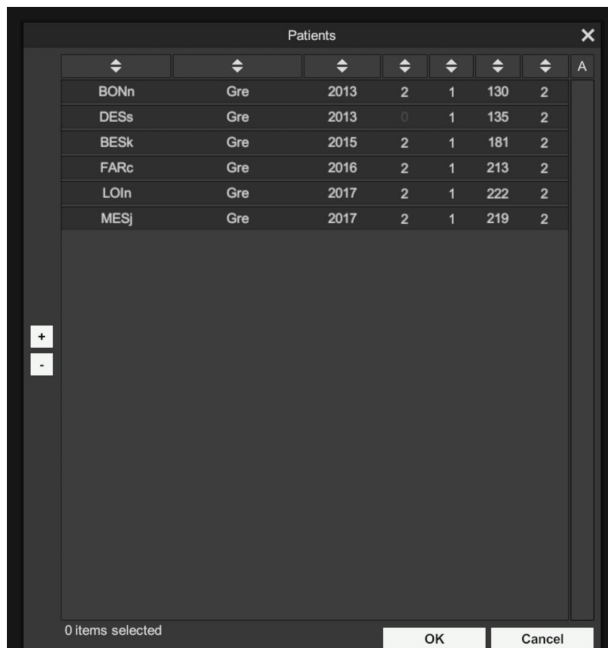 Patients
A
BONn Gre 2013 2 1 130 2
DESs Gre 2013 0 1 135 2
BESk Gre 2015 2 1 181 2
FARc Gre 2016 2 1 213 2
LOIn Gre 2017 2 1 222 2
MESj Gre 2017 2 1 219 2
+
-
0 items selected
OK Cancel